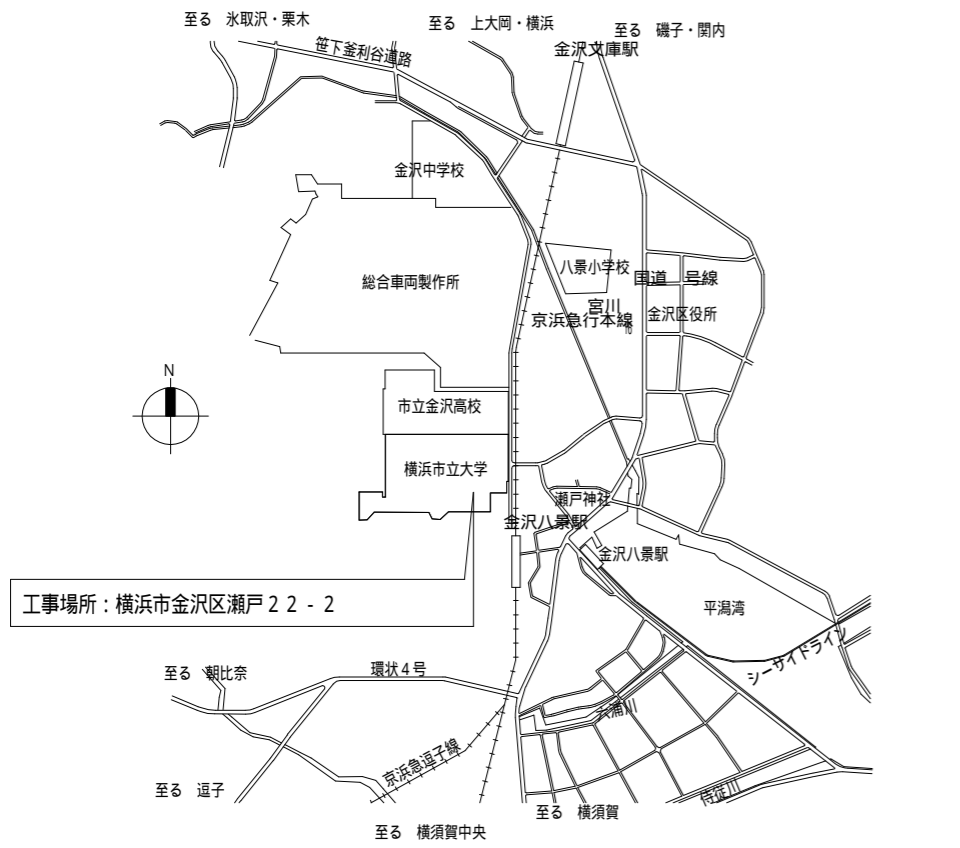 至る 氷取沢・栗木
至る 上大岡・横浜
至る 磯子・関内
笹下釜利谷道路
金沢文庫駅
金沢中学校
八景小学校
総合車両製作所
国道 号線
16
宮川
京浜急行本線
金沢区役所
N
市立金沢高校
横浜市立大学
瀬戸神社
金沢八景駅
金沢八景駅
工事場所：横浜市金沢区瀬戸２２－２
平潟湾
シーサイドライン
至る 朝比奈
環状４号
六浦川
京浜急逗子線
至る 逗子
侍従川
至る 横須賀
至る 横須賀中央